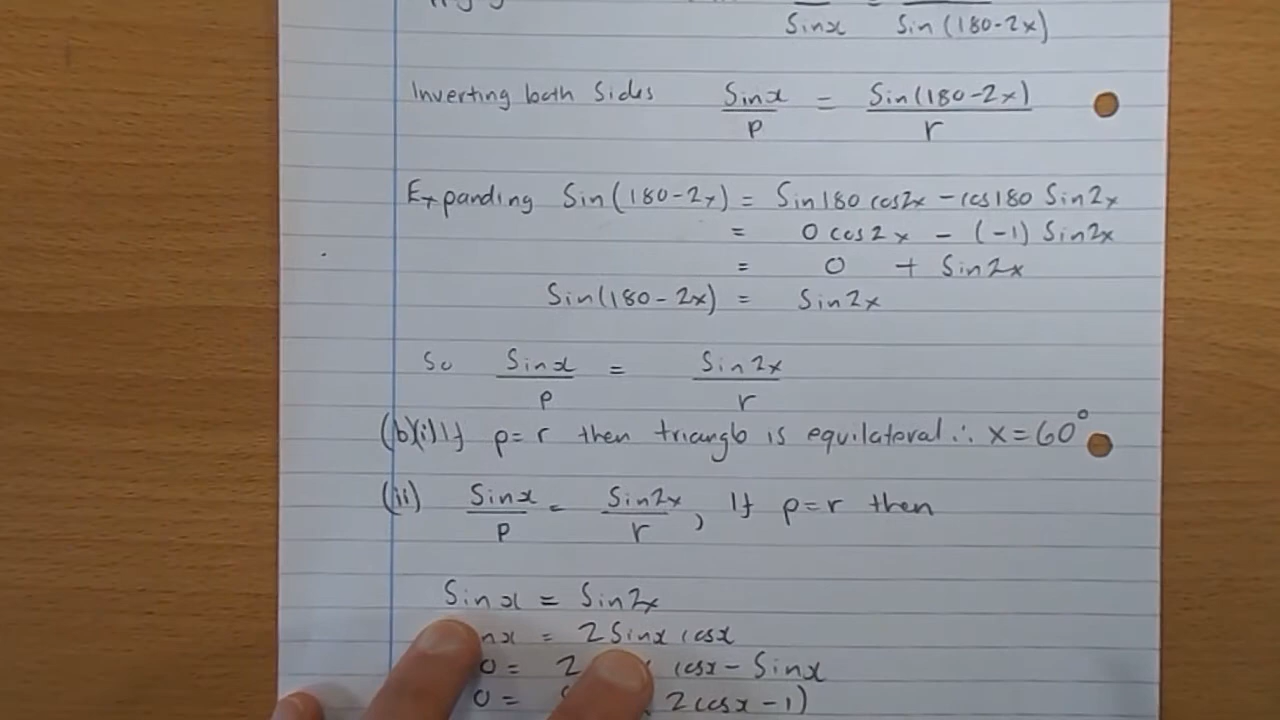 Sinx Sin(180-2x)
Inverting both Sides Sinx/p = Sin(180-2x)/r
Expanding Sin(180-2x) = Sin180 cos2x - cos180 Sin2x
= 0 cos2x - (-1) Sin2x
= 0 + Sin2x
Sin(180-2x) = Sin2x
So Sinx/p = Sin2x/r
(b)(i) If p=r then triangle is equilateral ∴ x=60°
(ii) Sinx/p = Sin2x/r, If p=r then
Sinx = Sin2x
nx = 2Sinx cosx
0 = 2 cosx - Sinx
0 = 2cosx-1)